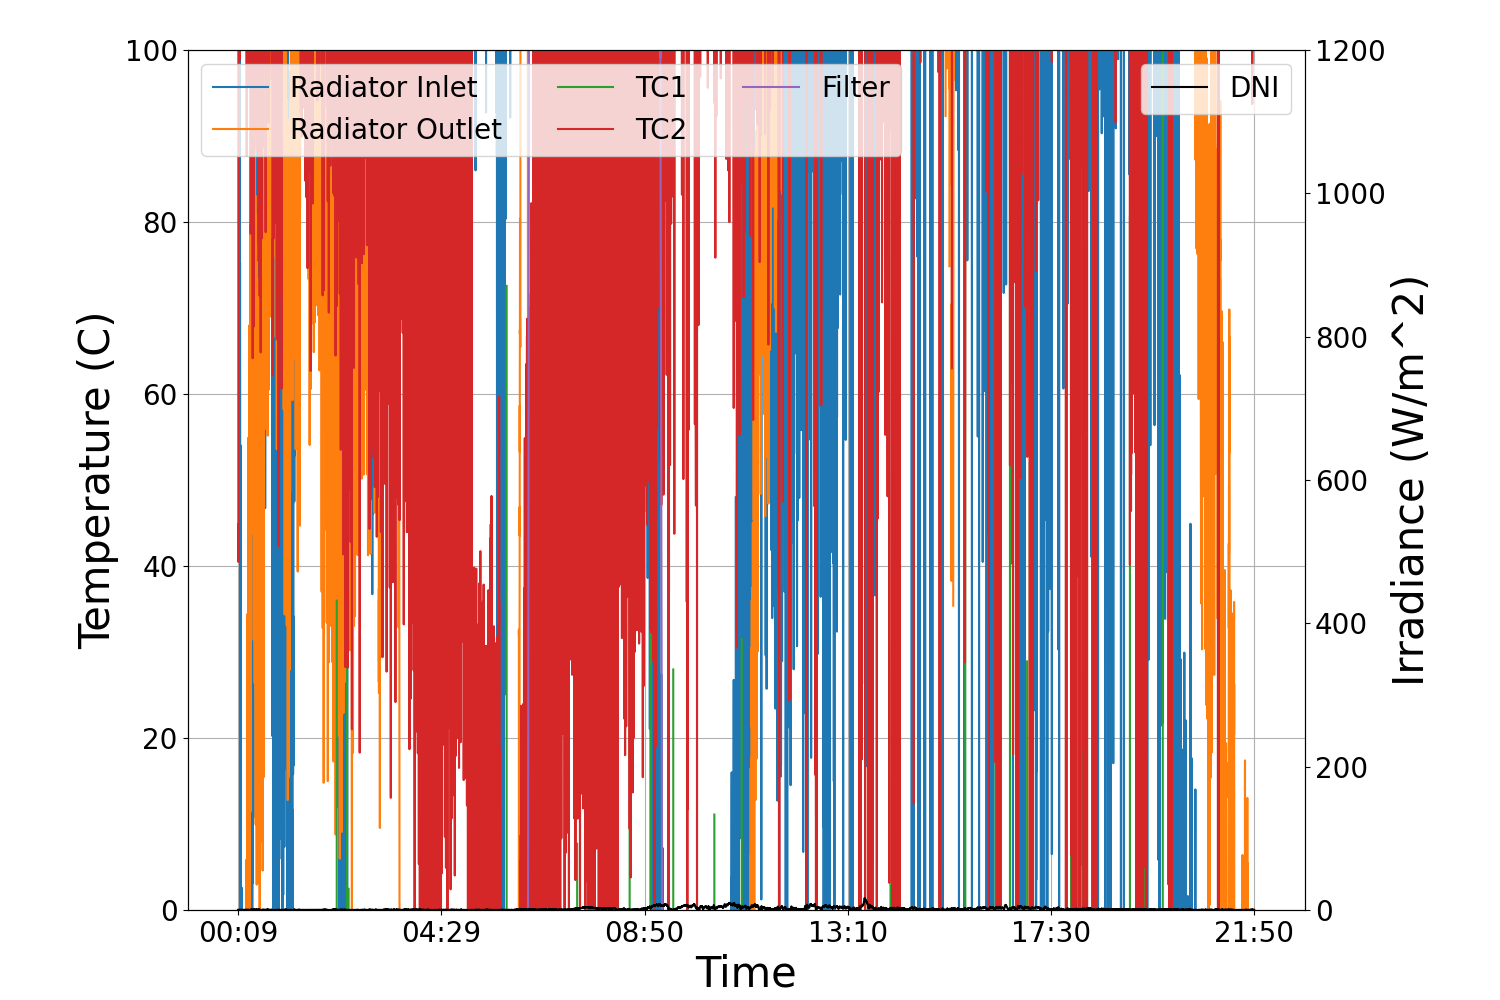 100
80
60
40
20
0
Temperature (C)
Radiator Inlet
Radiator Outlet
TC1
TC2
Filter
DNI
1200
1000
800
600
400
200
0
Irradiance (W/m^2)
00:09
04:29
08:50
13:10
17:30
21:50
Time